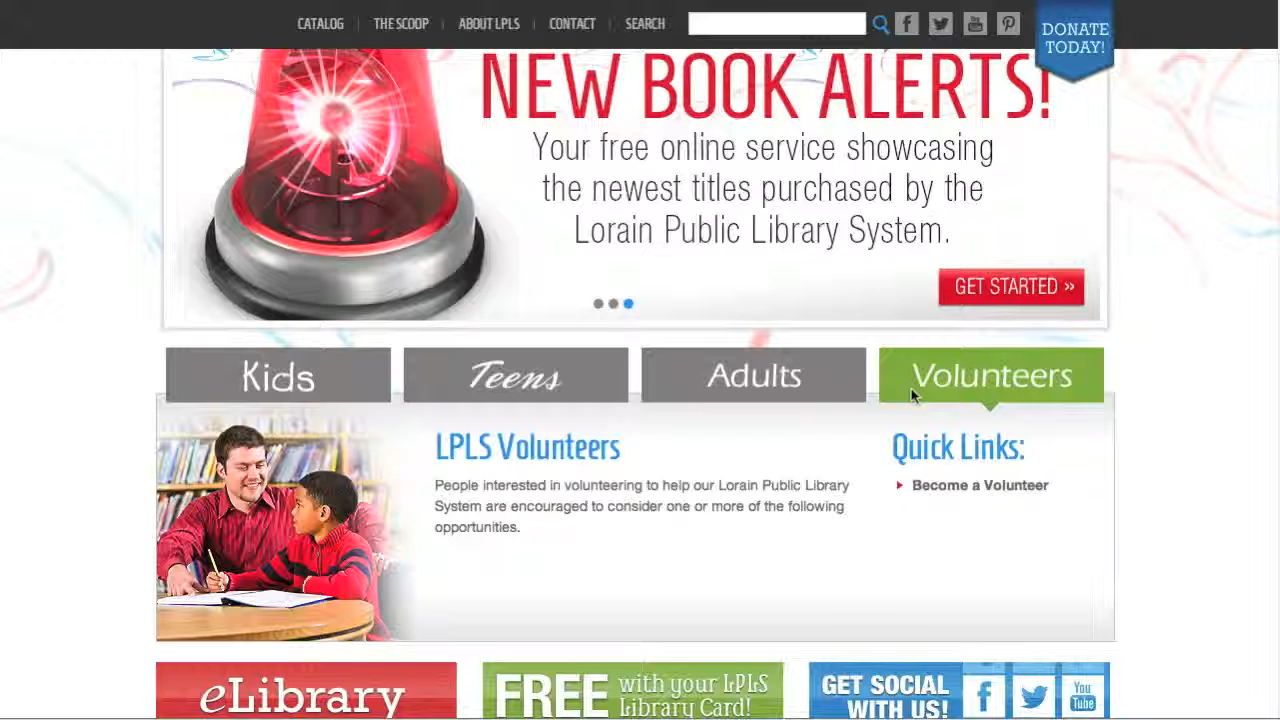 CATALOG THE SCOOP ABOUT LPLS CONTACT SEARCH
DONATE
TODAY!
NEW BOOK ALERTS!
Your free online service showcasing
the newest titles purchased by the
Lorain Public Library System.
GET STARTED »
Kids Teens Adults Volunteers
LPLS Volunteers
People interested in volunteering to help our Lorain Public Library
System are encouraged to consider one or more of the following
opportunities.
Quick Links:
Become a Volunteer
eLibrary
FREE with your LPLS
Library Card!
GET SOCIAL
WITH US!
You
Tube